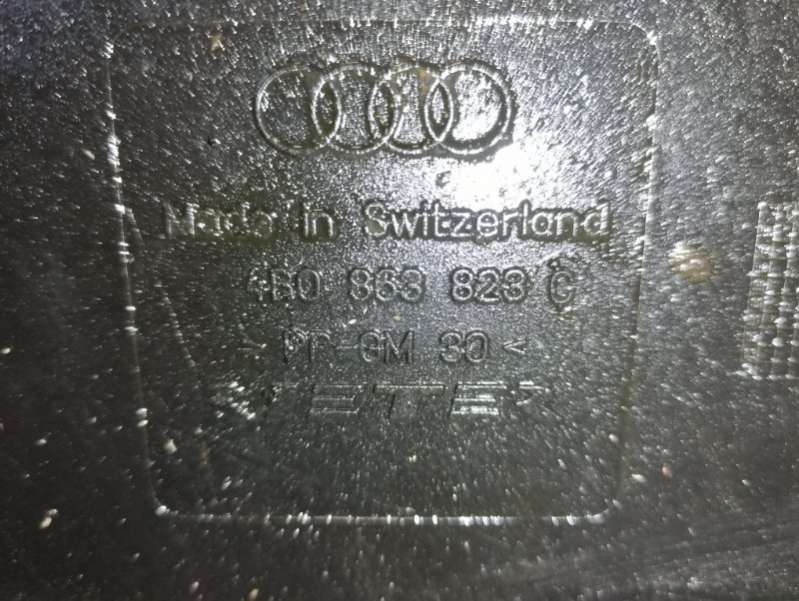 Made in Switzerland
4B0 863 823 C
PP-GM 30 <